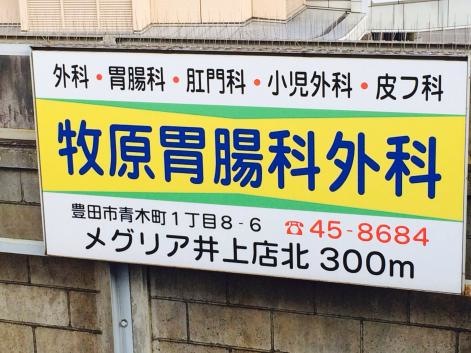 外科・胃腸科・肛門科・小児外科・皮フ科
牧原胃腸科外科
豊田市青木町1丁目8-6 ☎45-8684
メグリア井上店北 300m